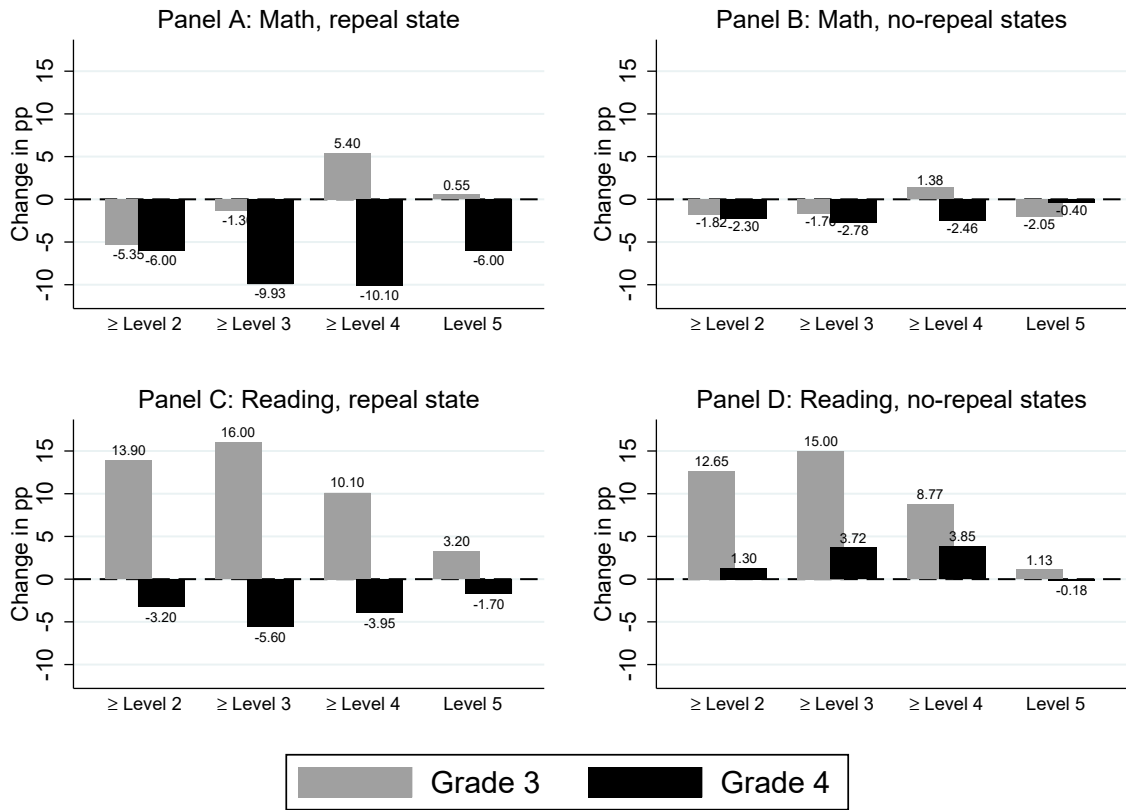 Panel A: Math, repeal state
Change in pp
15
10
5
0
-5
-10
5.40
0.55
-5.35
-6.00
-9.93
-10.10
-6.00
≥ Level 2
≥ Level 3
≥ Level 4
Level 5
Panel B: Math, no-repeal states
Change in pp
15
10
5
0
-5
-10
1.38
-1.82
-2.30
-2.78
-2.46
-2.05
-0.40
≥ Level 2
≥ Level 3
≥ Level 4
Level 5
Panel C: Reading, repeal state
Change in pp
15
10
5
0
-5
-10
13.90
16.00
10.10
3.20
-3.20
-5.60
-3.95
-1.70
≥ Level 2
≥ Level 3
≥ Level 4
Level 5
Panel D: Reading, no-repeal states
Change in pp
15
10
5
0
-5
-10
12.65
15.00
8.77
1.13
1.30
3.72
3.85
-0.18
≥ Level 2
≥ Level 3
≥ Level 4
Level 5
Grade 3
Grade 4